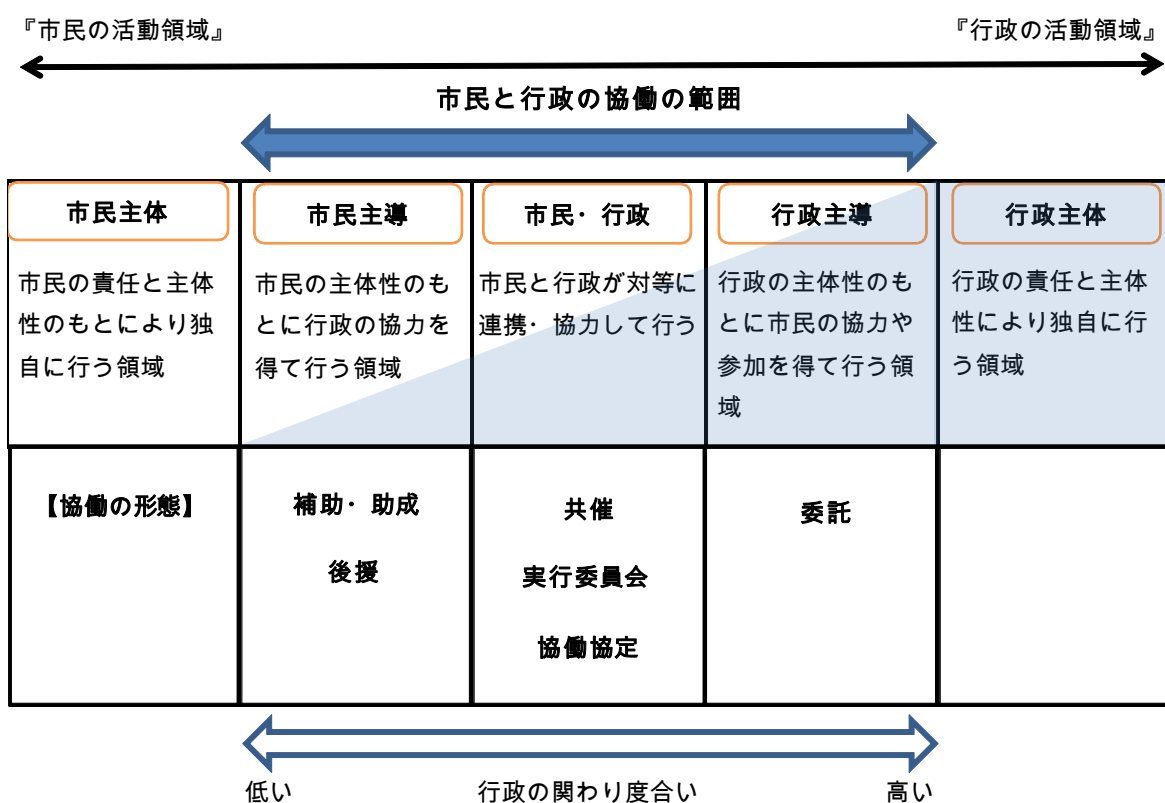 『市民の活動領域』
『行政の活動領域』
市民と行政の協働の範囲
市民主体
市民の責任と主体
性のもとにより独
自に行う領域
市民主導
市民の主体性のも
とに行政の協力を
得て行う領域
市民・行政
市民と行政が対等に
連携・協力して行う
行政主導
行政の主体性のも
とに市民の協力や
参加を得て行う領
域
行政主体
行政の責任と主体
性により独自に行
う領域
【協働の形態】
補助・助成
後援
共催
実行委員会
協働協定
委託
低い
行政の関わり度合い
高い